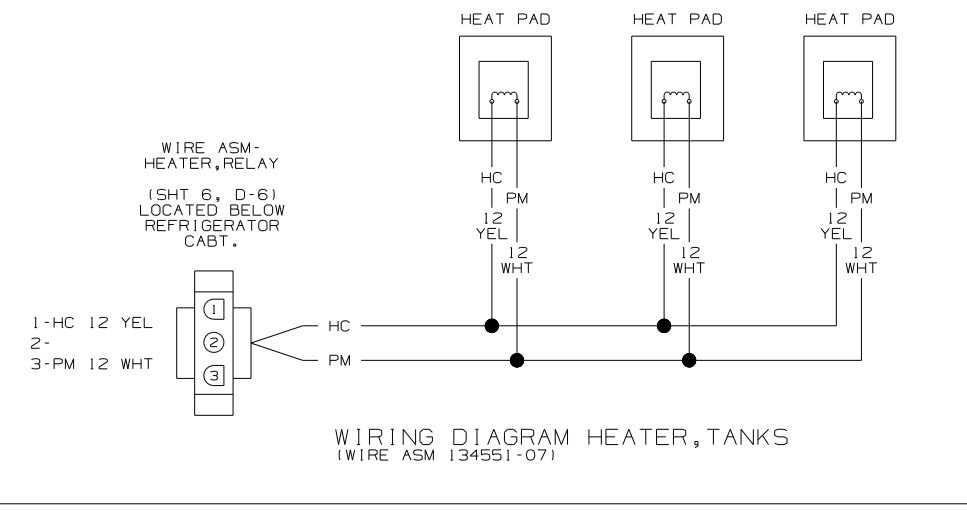 HEAT PAD HEAT PAD HEAT PAD
WIRE ASM-
HEATER,RELAY
(SHT 6, D-6)
LOCATED BELOW
REFRIGERATOR
CABT.
HC HC HC
PM PM PM
12 12 12
YEL YEL YEL
12 12 12
WHT WHT WHT
1-HC 12 YEL
2-
3-PM 12 WHT
1
2
3
HC
PM
WIRING DIAGRAM HEATER,TANKS
(WIRE ASM 134551-07)